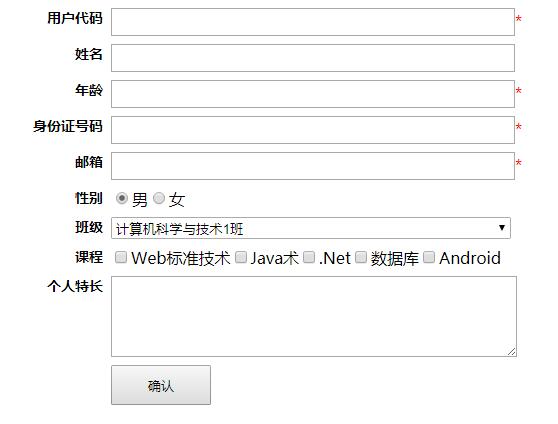 用户代码 *
姓名
年龄 *
身份证号码 *
邮箱 *
性别 男 女
班级 计算机科学与技术1班
课程 Web标准技术 Java术 .Net 数据库 Android
个人特长
确认